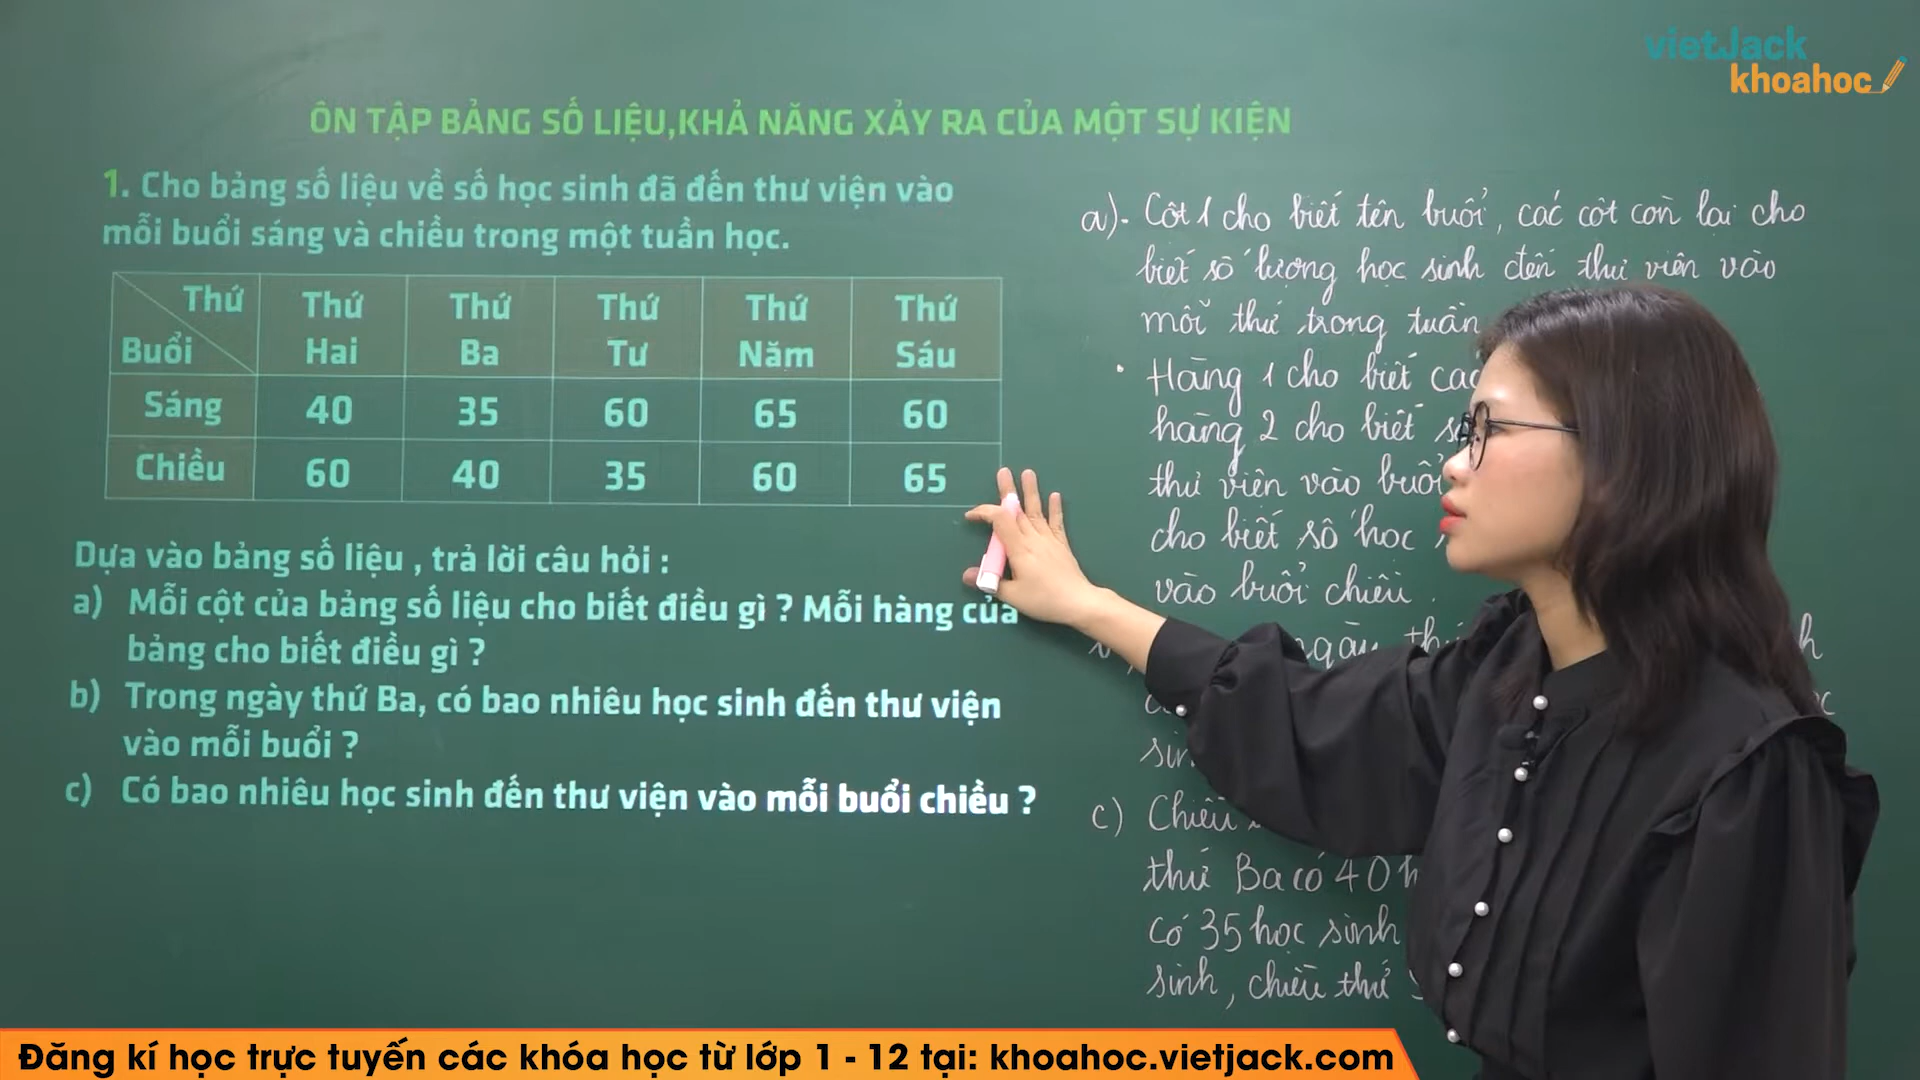 vietJack
khoahoc
ÔN TẬP BẢNG SỐ LIỆU,KHẢ NĂNG XẢY RA CỦA MỘT SỰ KIỆN
1. Cho bảng số liệu về số học sinh đã đến thư viện vào
mỗi buổi sáng và chiều trong một tuần học.
Thứ Thứ Thứ Thứ Thứ Thứ
Buổi Hai Ba Tư Năm Sáu
Sáng 40 35 60 65 60
Chiều 60 40 35 60 65
Dựa vào bảng số liệu , trả lời câu hỏi :
a) Mỗi cột của bảng số liệu cho biết điều gì ? Mỗi hàng của
bảng cho biết điều gì ?
b) Trong ngày thứ Ba, có bao nhiêu học sinh đến thư viện
vào mỗi buổi ?
c) Có bao nhiêu học sinh đến thư viện vào mỗi buổi chiều ?
a). Cột 1 cho biết tên buổi, các cột còn lại cho
biết số lượng học sinh đến thư viện vào
mỗi thứ trong tuần
• Hàng 1 cho biết
hàng 2 cho biết
thư viện vào buổi
cho biết số học
vào buổi chiều.
ngày
c) Chiều
thứ Ba có 40
có 35 học sinh
sinh, chiều thứ
Đăng kí học trực tuyến các khóa học từ lớp 1 - 12 tại: khoahoc.vietjack.com